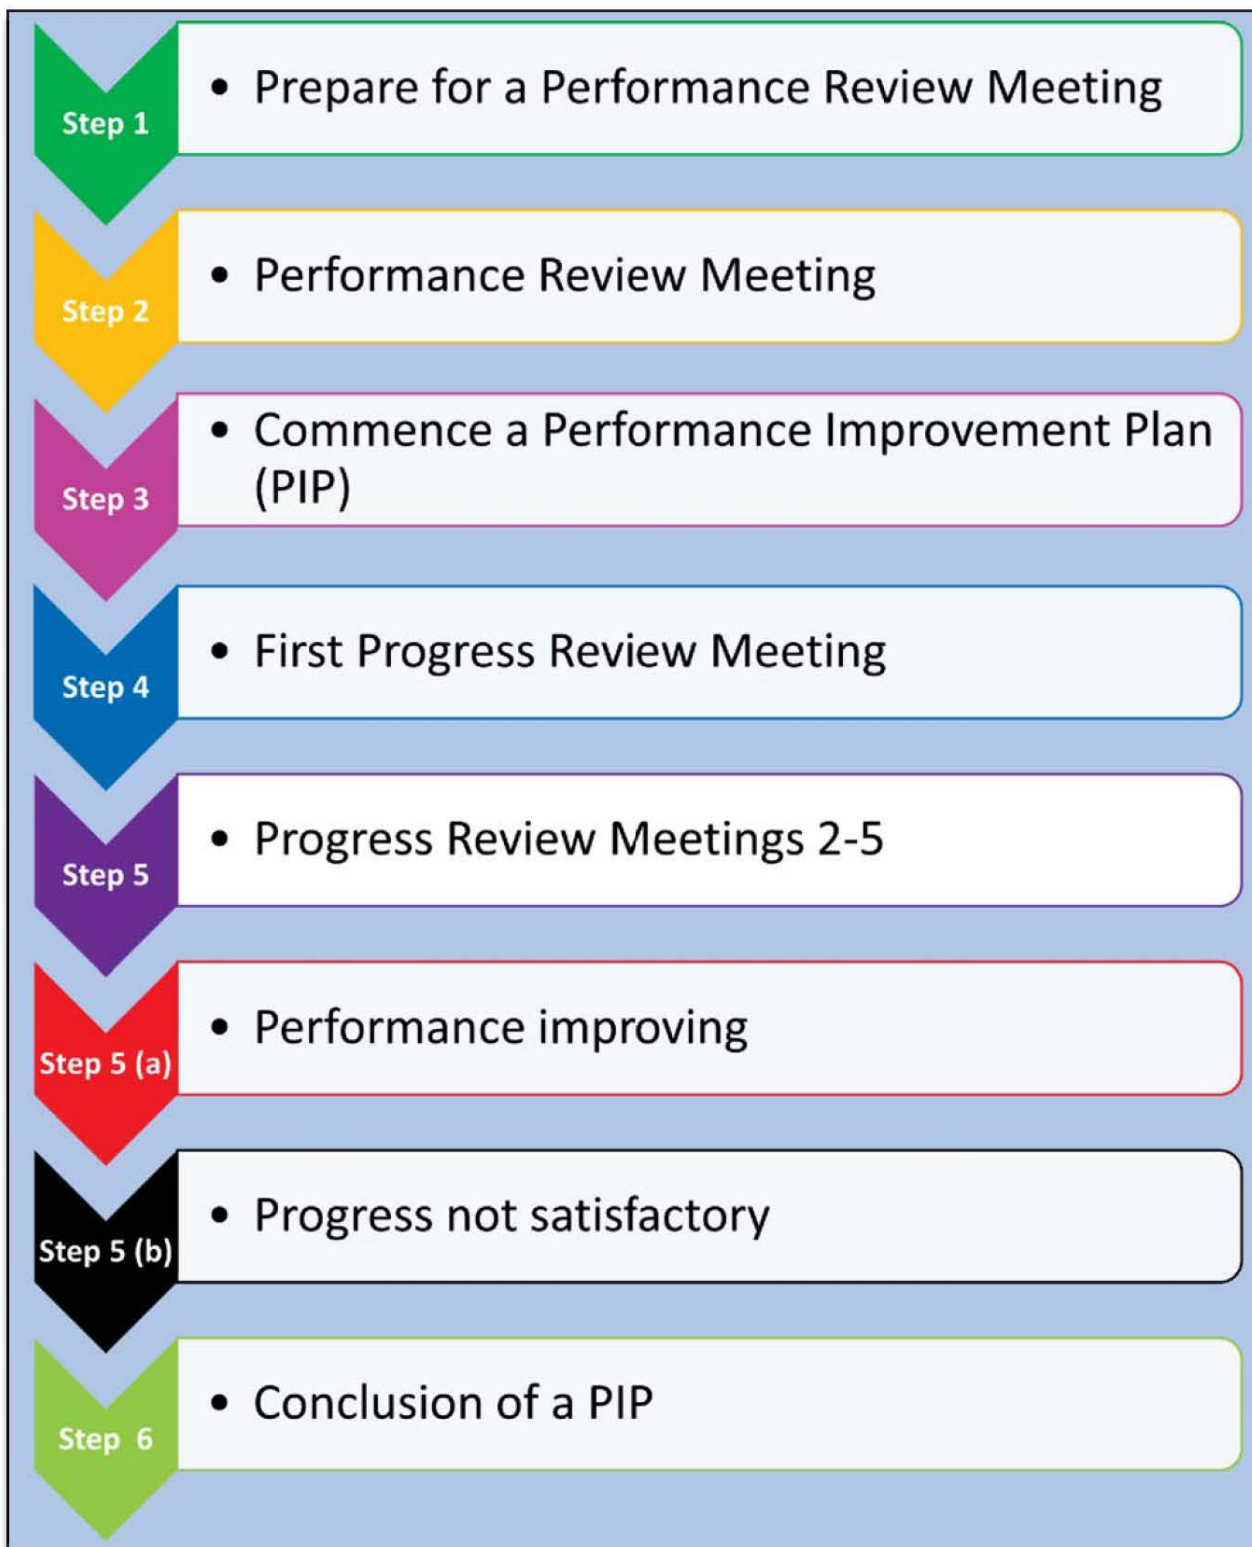 Step 1
• Prepare for a Performance Review Meeting
Step 2
• Performance Review Meeting
Step 3
• Commence a Performance Improvement Plan
(PIP)
Step 4
• First Progress Review Meeting
Step 5
• Progress Review Meetings 2-5
Step 5 (a)
• Performance improving
Step 5 (b)
• Progress not satisfactory
Step 6
• Conclusion of a PIP